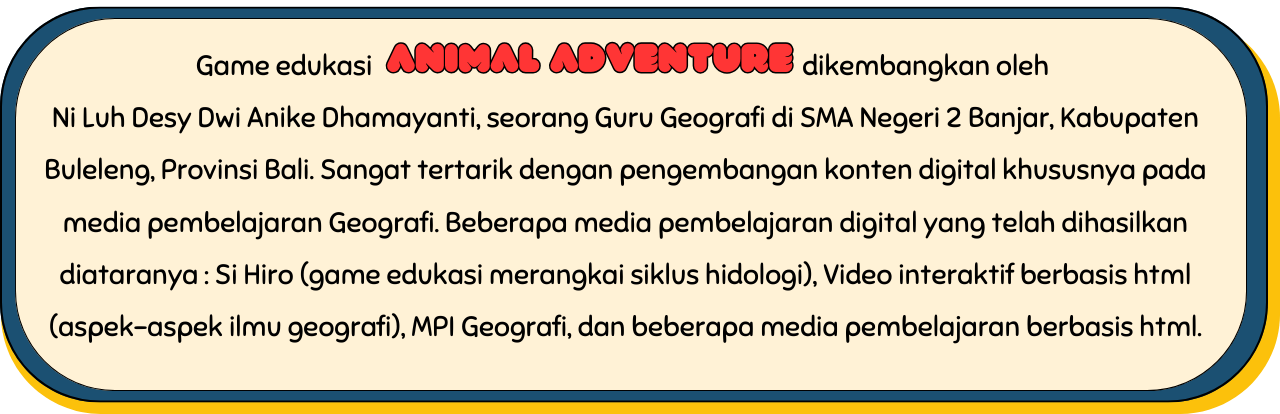 Game edukasi ANIMAL ADVENTURE dikembangkan oleh
Ni Luh Desy Dwi Anike Dhamayanti, seorang Guru Geografi di SMA Negeri 2 Banjar, Kabupaten
Buleleng, Provinsi Bali. Sangat tertarik dengan pengembangan konten digital khususnya pada
media pembelajaran Geografi. Beberapa media pembelajaran digital yang telah dihasilkan
diataranya : Si Hiro (game edukasi merangkai siklus hidologi), Video interaktif berbasis html
(aspek-aspek ilmu geografi), MPI Geografi, dan beberapa media pembelajaran berbasis html.